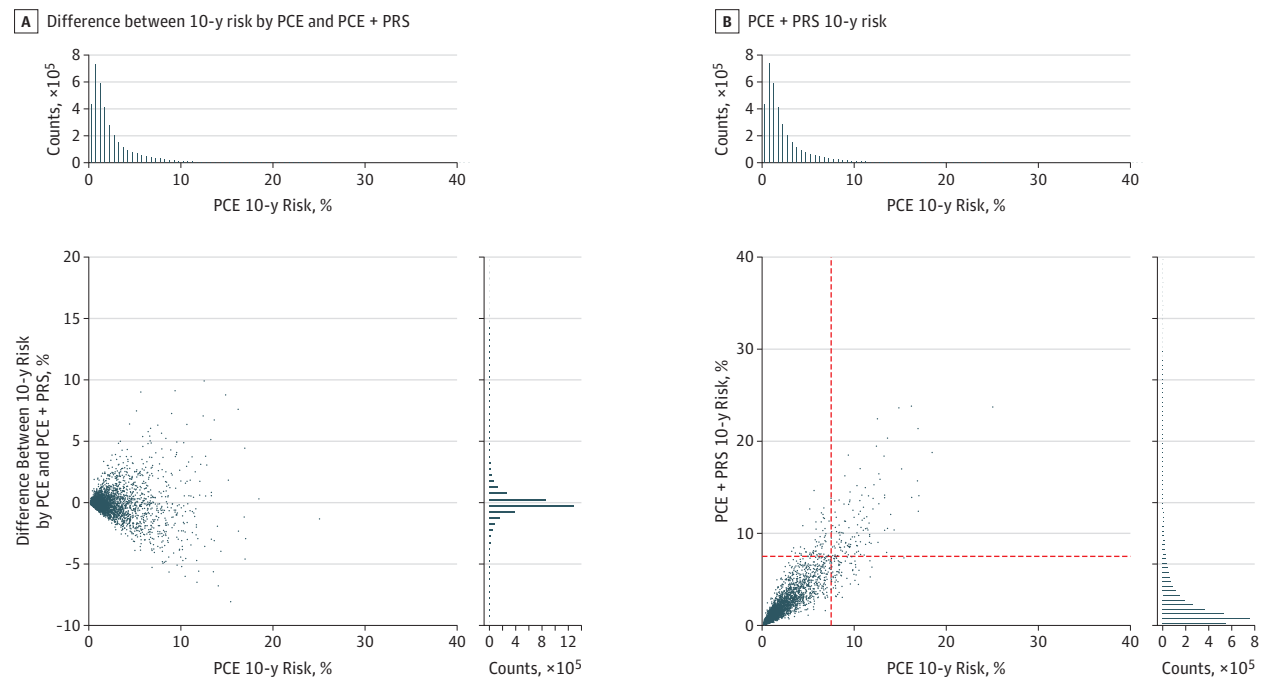 A Difference between 10-y risk by PCE and PCE + PRS
8
6
4
2
0
Counts, ×10⁵
0 10 20 30 40
PCE 10-y Risk, %
20
15
10
5
0
-5
-10
Difference Between 10-y Risk
by PCE and PCE + PRS, %
0 10 20 30 40
PCE 10-y Risk, %
0 2 4 6 8 12
Counts, ×10⁵
B PCE + PRS 10-y risk
8
6
4
2
0
Counts, ×10⁵
0 10 20 30 40
PCE 10-y Risk, %
40
30
20
10
0
PCE + PRS 10-y Risk, %
0 10 20 30 40
PCE 10-y Risk, %
0 2 4 6 8
Counts, ×10⁵